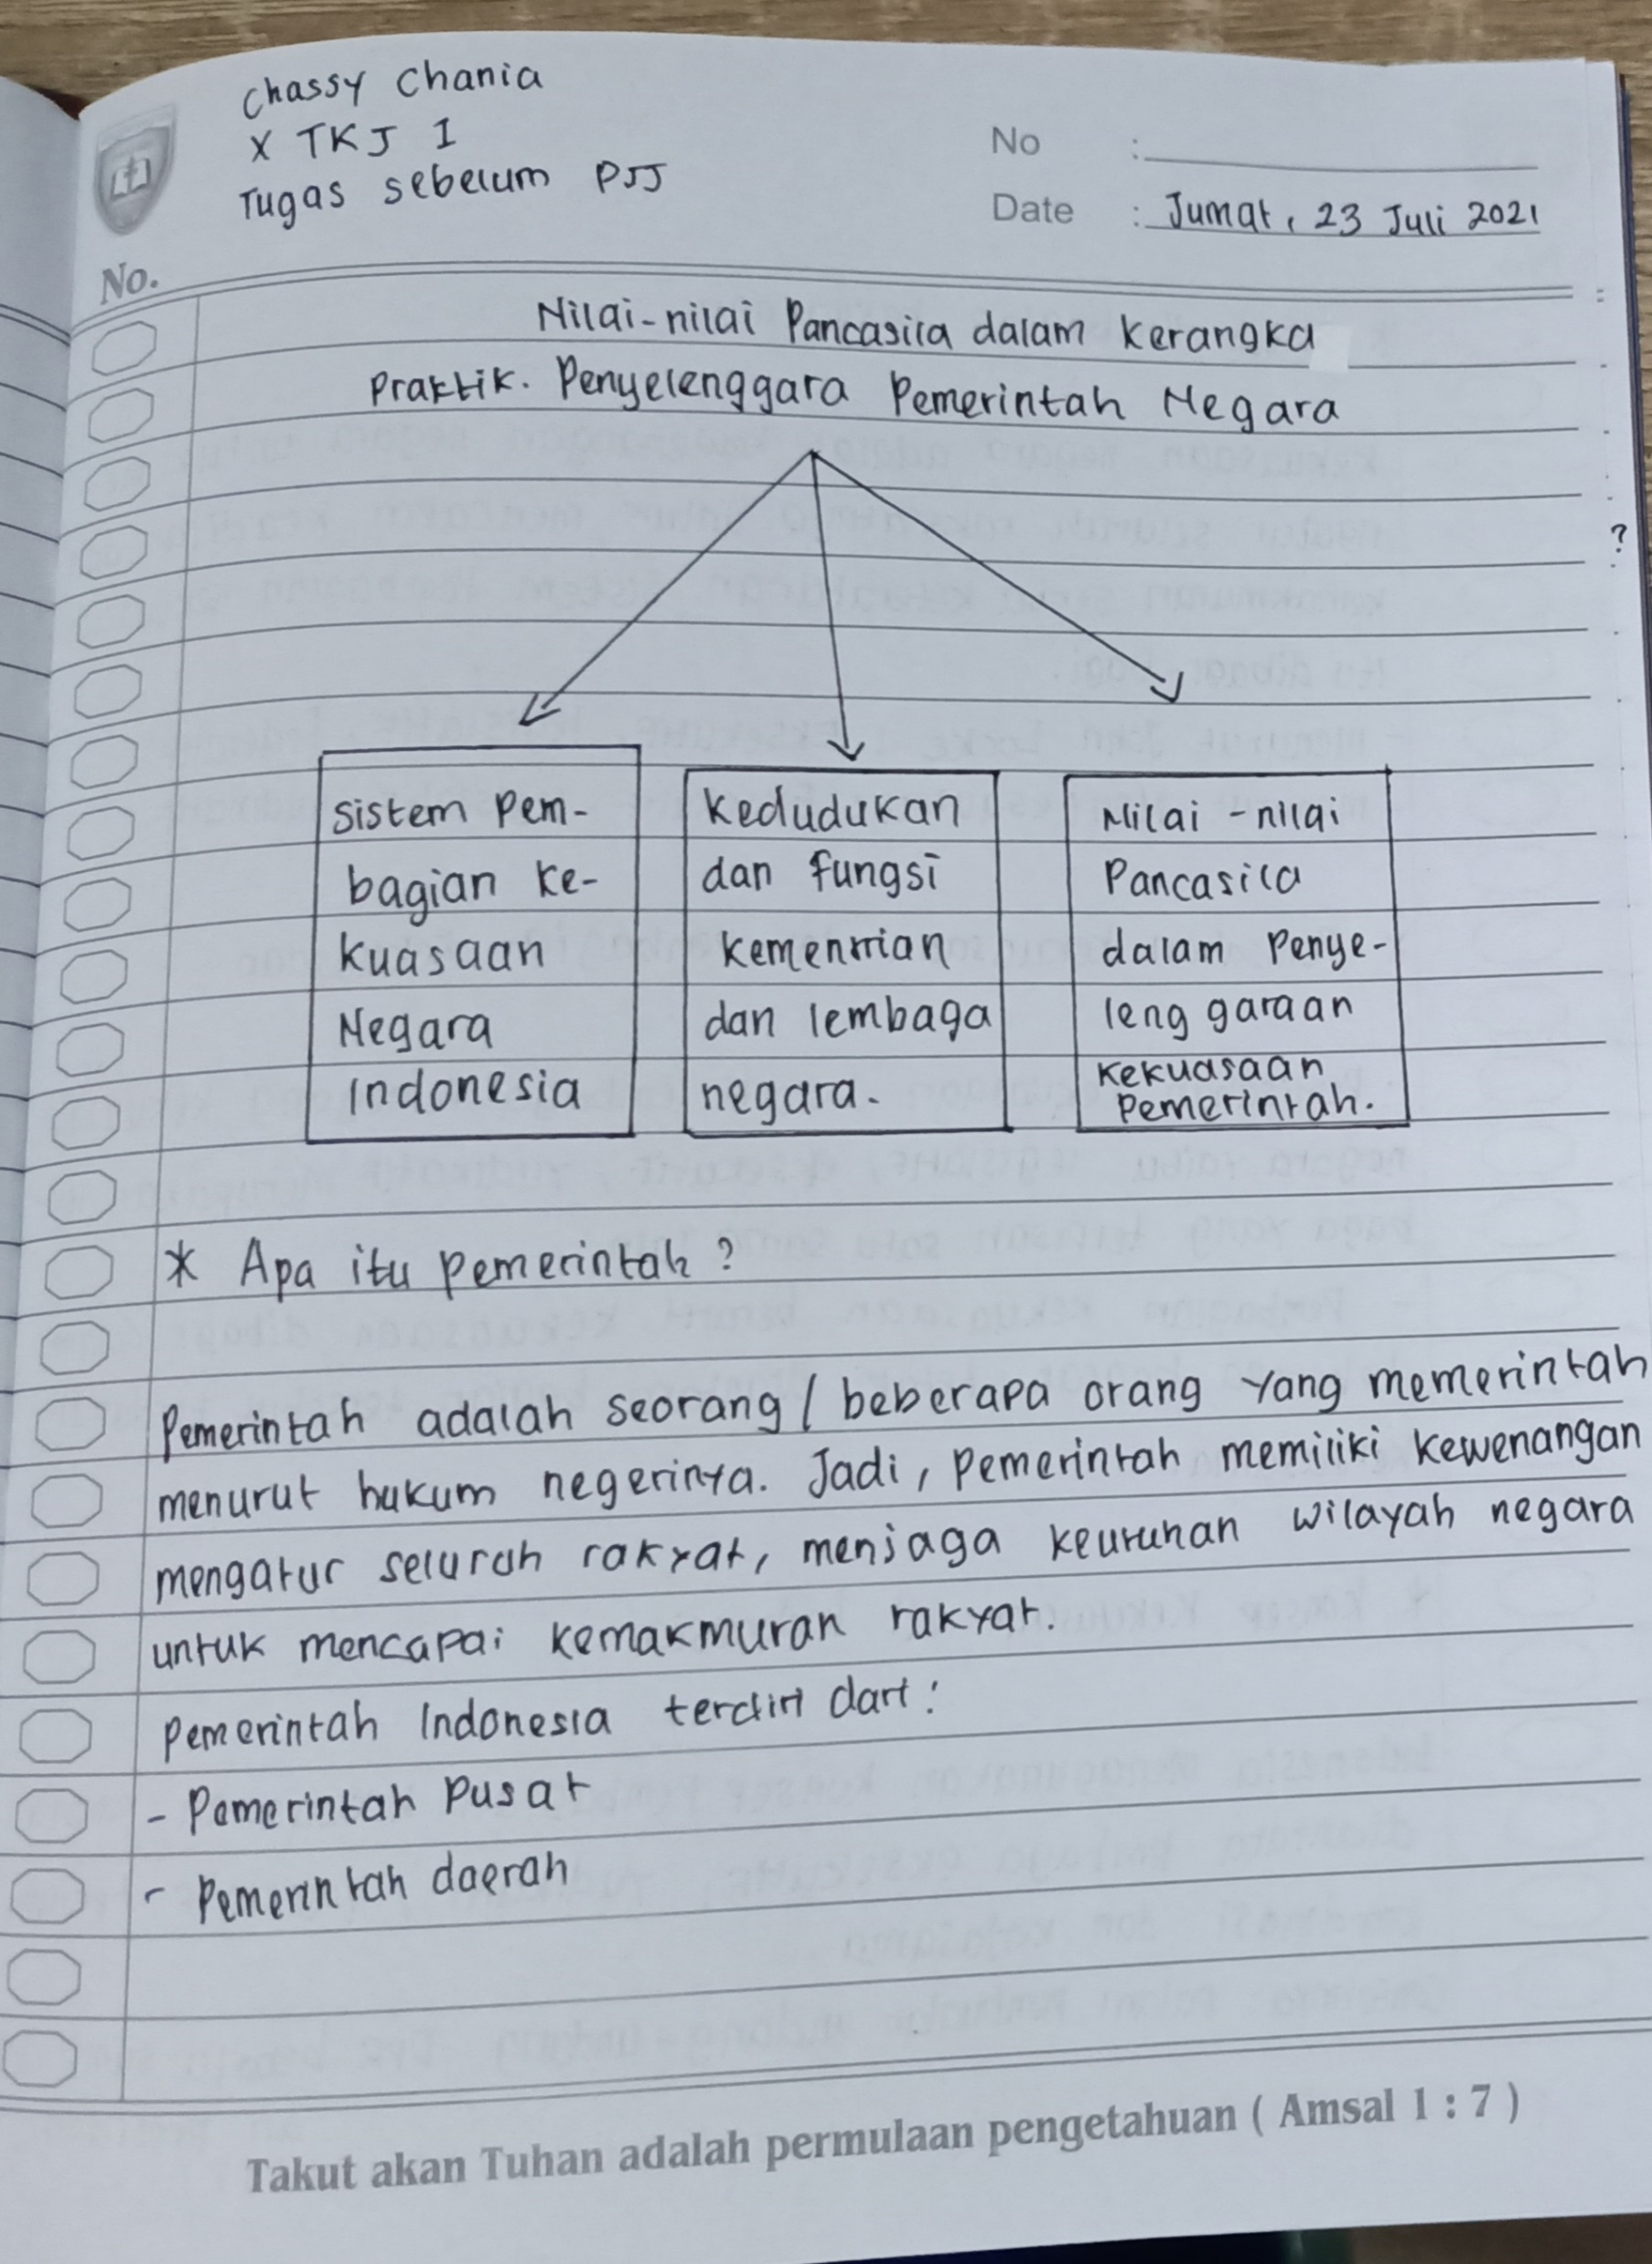 Chassy Chania
X TKJ I
Tugas sebelum PJJ
No :
Date : Jumat, 23 Juli 2021
No.
Nilai-nilai Pancasila dalam kerangka
Praktik. Penyelenggara Pemerintah Negara
?
sistem Pem-
bagian ke-
kuasaan
Negara
Indonesia
kedudukan
dan fungsi
kementrian
dan lembaga
negara.
Nilai-nilai
Pancasila
dalam Penye-
lenggaraan
kekuasaan
Pemerintah.
* Apa itu pemerintah?
Pemerintah adalah seorang / beberapa orang yang memerintah
menurut hukum negerinya. Jadi, pemerintah memiliki kewenangan
mengatur seluruh rakyat, menjaga keutuhan wilayah negara
untuk mencapai kemakmuran rakyat.
Pemerintah Indonesia terdiri dari:
- Pemerintah Pusat
- Pemerintah daerah
Takut akan Tuhan adalah permulaan pengetahuan ( Amsal 1 : 7 )